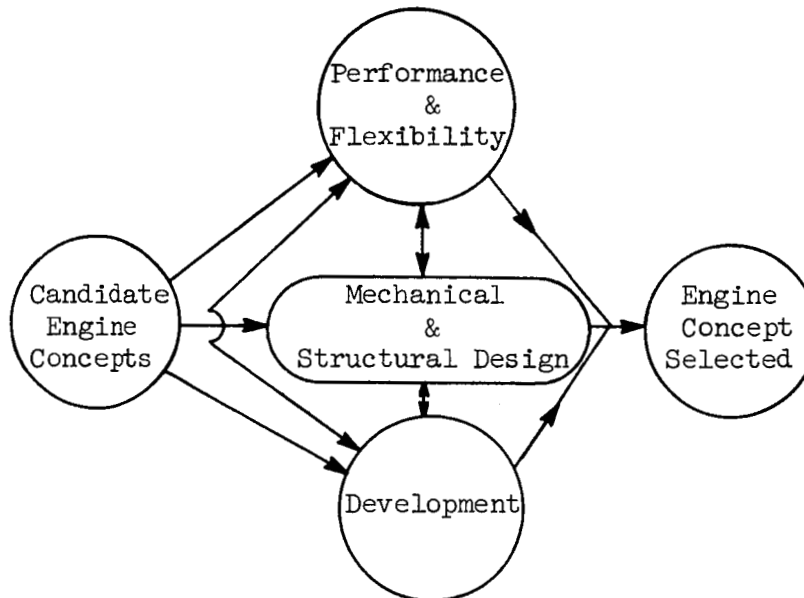 Performance
&
Flexibility
Candidate
Engine
Concepts
Mechanical
&
Structural Design
Engine
Concept
Selected
Development